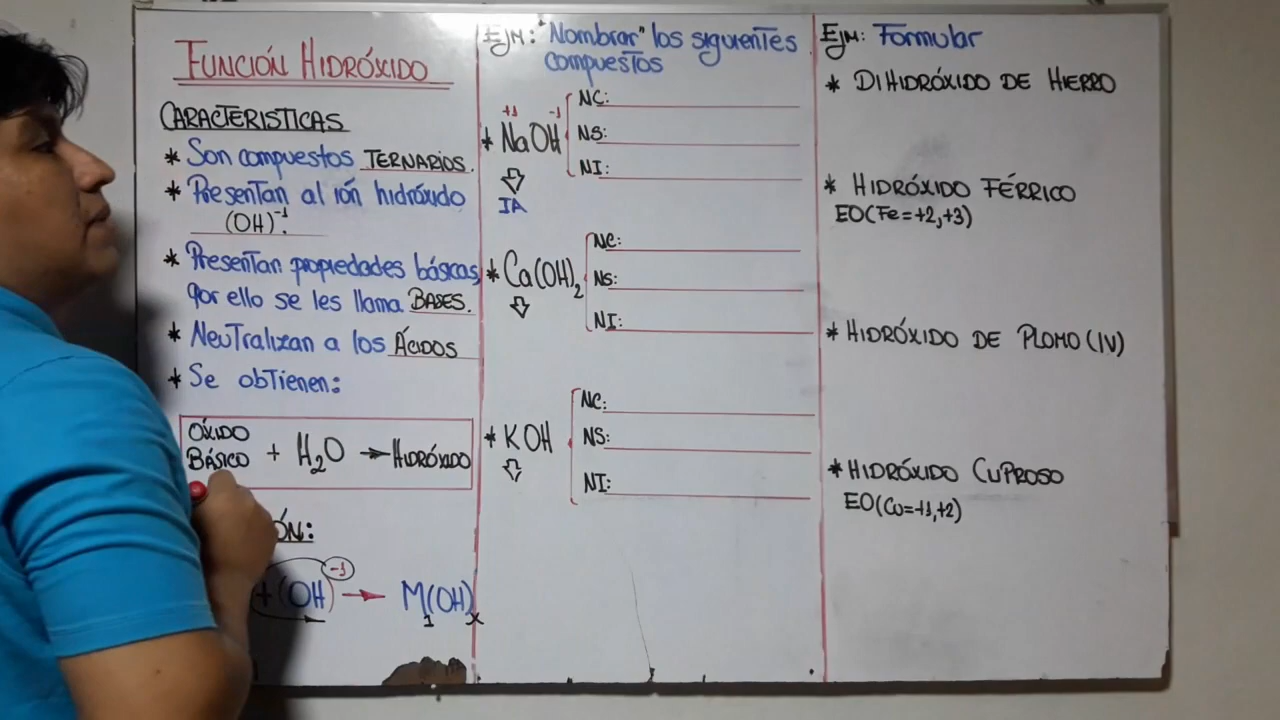 FUNCIÓN HIDRÓXIDO
CARACTERISTICAS
* SON COMPUESTOS TERNARIOS.
* PRESENTAN AL IÓN hidróxido
(OH)⁻¹.
* PRESENTAN propiedades básicas,
por ello se les llama BASES.
* NEUTRALIZAN a los ÁCIDOS
* Se obtienen:
ÓXIDO
BÁSICO + H₂O → HIDRÓXIDO
ÓN:
+ (OH)⁻¹ → M₁(OH)ₓ
EJM: "Nombrar" los siguientes
compuestos
+1 -1
* NaOH
NC:
NS:
NI:
IA
* Ca(OH)₂
NC:
NS:
NI:
* KOH
NC:
NS:
NI:
EJM: Formular
* DIHIDRÓXIDO DE HIERRO
* HIDRÓXIDO FÉRRICO
EO(Fe=+2,+3)
* HIDRÓXIDO DE PLOMO (IV)
* HIDRÓXIDO CUPROSO
EO(Cu=+1,+2)